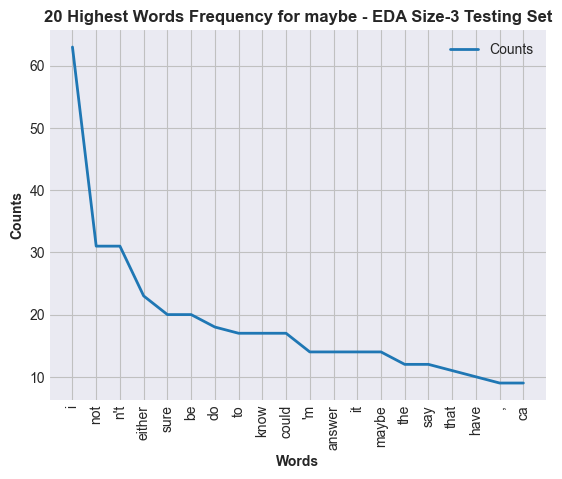 20 Highest Words Frequency for maybe - EDA Size-3 Testing Set
Counts
60
50
40
30
20
10
Counts
i
not
n't
either
sure
be
do
to
know
could
'm
answer
it
maybe
the
say
that
have
,
ca
Words